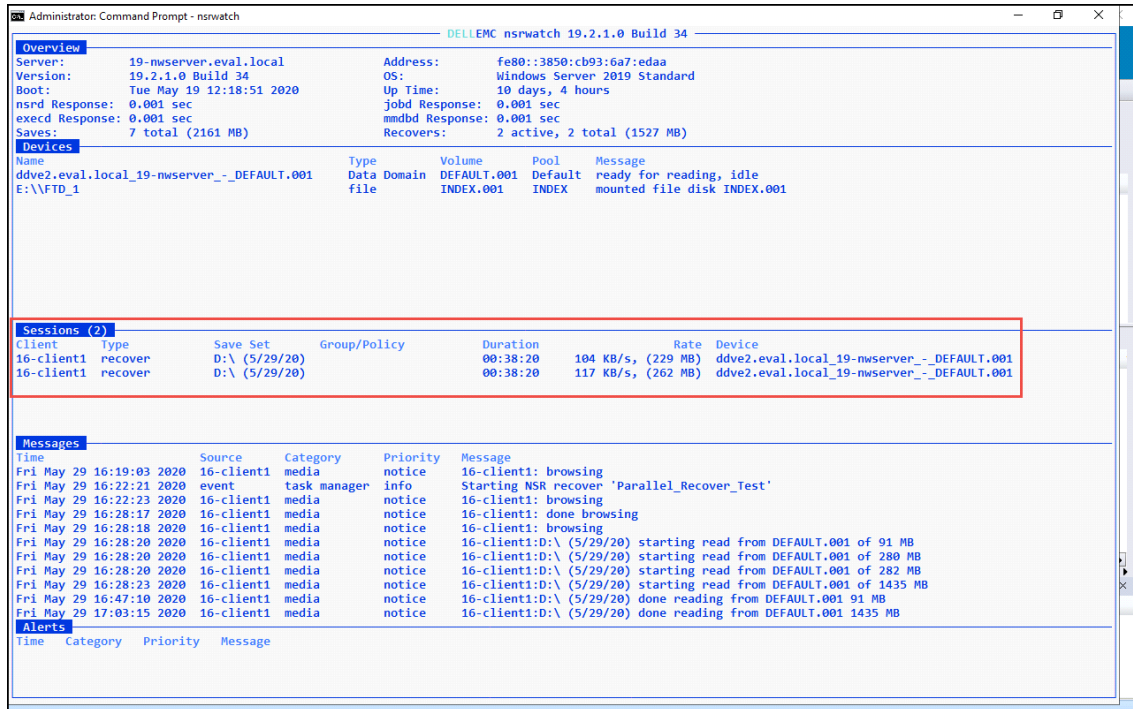 Administrator: Command Prompt - nsrwatch
DELLEMC nsrwatch 19.2.1.0 Build 34
Overview
Server: 19-nwserver.eval.local Address: fe80::3850:cb93:6a7:edaa
Version: 19.2.1.0 Build 34 OS: Windows Server 2019 Standard
Boot: Tue May 19 12:18:51 2020 Up Time: 10 days, 4 hours
nsrd Response: 0.001 sec jobd Response: 0.001 sec
execd Response: 0.001 sec mmdbd Response: 0.001 sec
Saves: 7 total (2161 MB) Recovers: 2 active, 2 total (1527 MB)
Devices
Name Type Volume Pool Message
ddve2.eval.local_19-nwserver_-_DEFAULT.001 Data Domain DEFAULT.001 Default ready for reading, idle
E:\\FTD_1 file INDEX.001 INDEX mounted file disk INDEX.001
Sessions (2)
Client Type Save Set Group/Policy Duration Rate Device
16-client1 recover D:\ (5/29/20) 00:38:20 104 KB/s, (229 MB) ddve2.eval.local_19-nwserver_-_DEFAULT.001
16-client1 recover D:\ (5/29/20) 00:38:20 117 KB/s, (262 MB) ddve2.eval.local_19-nwserver_-_DEFAULT.001
Messages
Time Source Category Priority Message
Fri May 29 16:19:03 2020 16-client1 media notice 16-client1: browsing
Fri May 29 16:22:21 2020 event task manager info Starting NSR recover 'Parallel_Recover_Test'
Fri May 29 16:22:23 2020 16-client1 media notice 16-client1: browsing
Fri May 29 16:28:17 2020 16-client1 media notice 16-client1: done browsing
Fri May 29 16:28:18 2020 16-client1 media notice 16-client1: browsing
Fri May 29 16:28:20 2020 16-client1 media notice 16-client1:D:\ (5/29/20) starting read from DEFAULT.001 of 91 MB
Fri May 29 16:28:20 2020 16-client1 media notice 16-client1:D:\ (5/29/20) starting read from DEFAULT.001 of 280 MB
Fri May 29 16:28:20 2020 16-client1 media notice 16-client1:D:\ (5/29/20) starting read from DEFAULT.001 of 282 MB
Fri May 29 16:28:23 2020 16-client1 media notice 16-client1:D:\ (5/29/20) starting read from DEFAULT.001 of 1435 MB
Fri May 29 16:47:10 2020 16-client1 media notice 16-client1:D:\ (5/29/20) done reading from DEFAULT.001 91 MB
Fri May 29 17:03:15 2020 16-client1 media notice 16-client1:D:\ (5/29/20) done reading from DEFAULT.001 1435 MB
Alerts
Time Category Priority Message